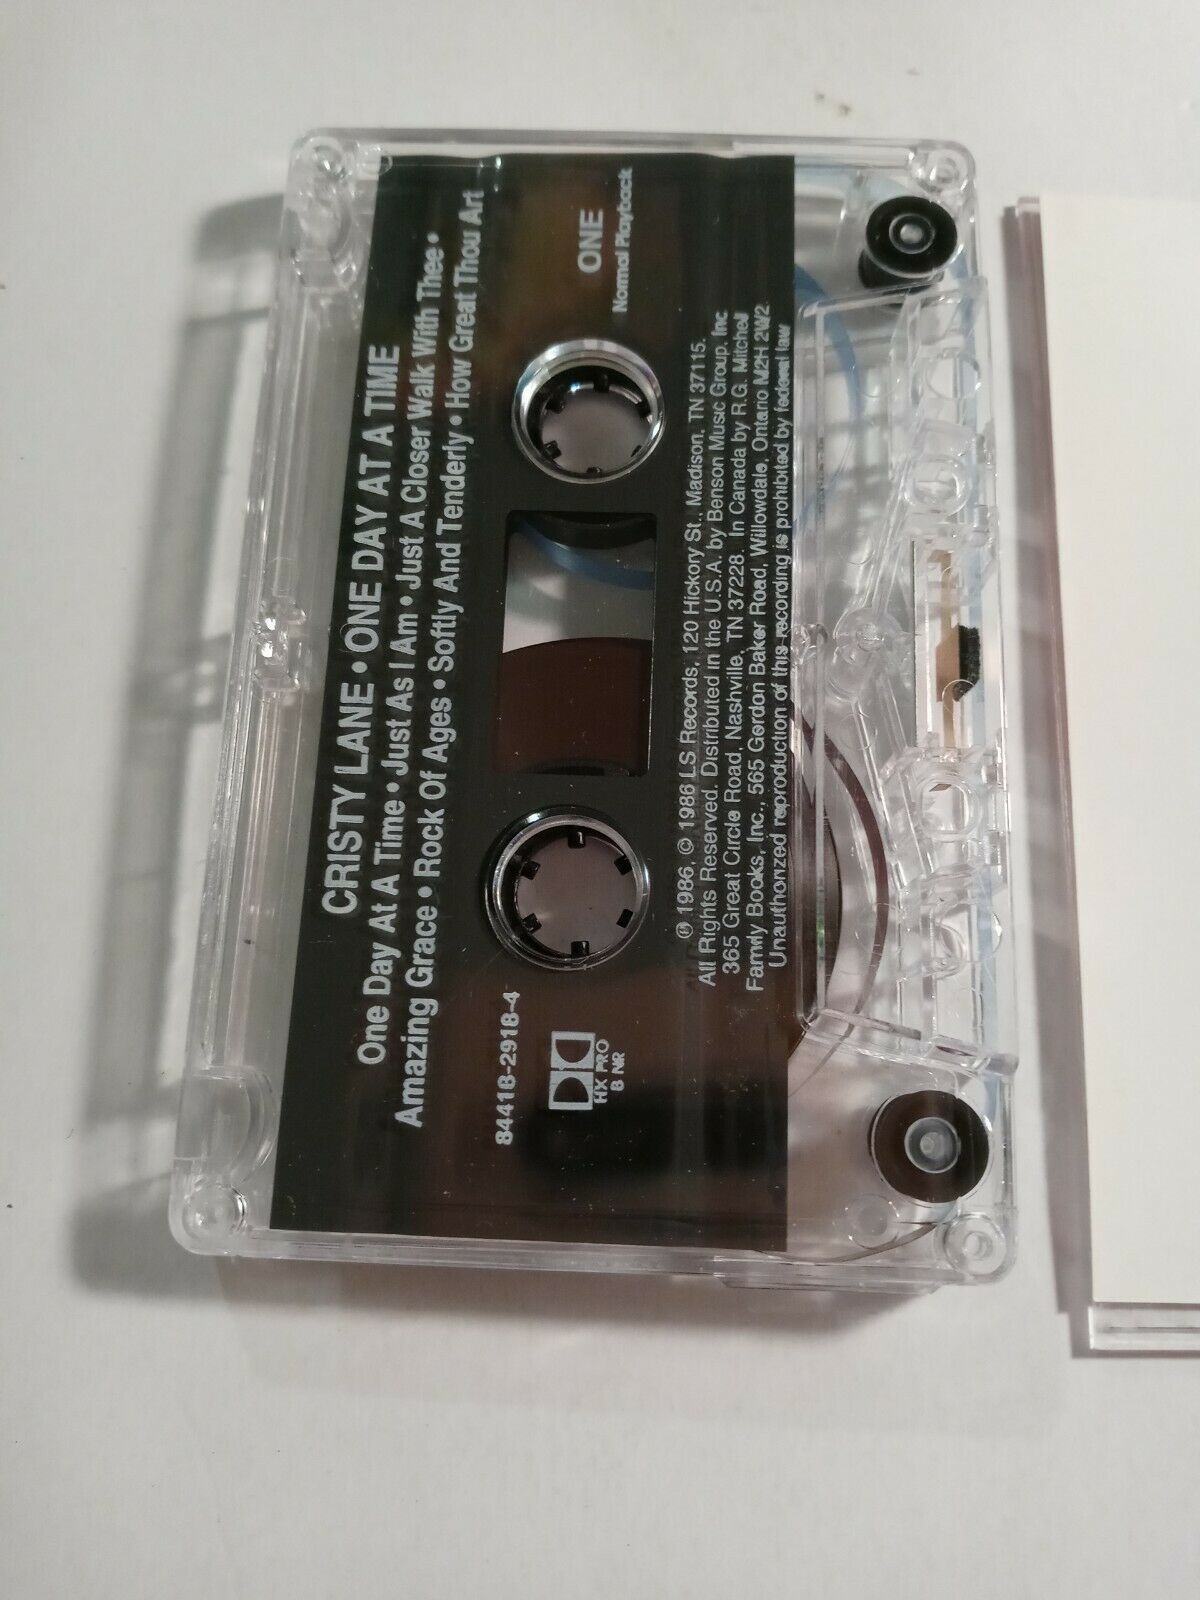 CRISTY LANE • ONE DAY AT A TIME
One Day At A Time • Just As I Am • Just A Closer Walk With Thee •
Amazing Grace • Rock Of Ages • Softly And Tenderly • How Great Thou Art
84418-2918-4
ONE
Normal Playback
HX PRO
B NR
℗ 1986, © 1986 LS Records, 120 Hickory St., Madison, TN 37115.
All Rights Reserved. Distributed in the U.S.A. by Benson Music Group, Inc
365 Great Circle Road, Nashville, TN 37228. In Canada by R.G. Mitchell
Family Books, Inc., 565 Gordon Baker Road, Willowdale, Ontario M2H 2W2
Unauthorized reproduction of this recording is prohibited by federal law